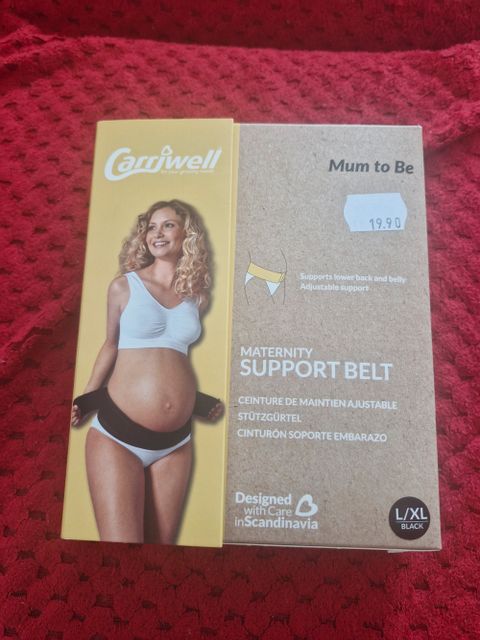 Carriwell
Mum to Be
19.90
Supports lower back and belly
Adjustable support
MATERNITY
SUPPORT BELT
CEINTURE DE MAINTIEN AJUSTABLE
STÜTZGÜRTEL
CINTURÓN SOPORTE EMBARAZO
Designed
with Care
in Scandinavia
L/XL
BLACK